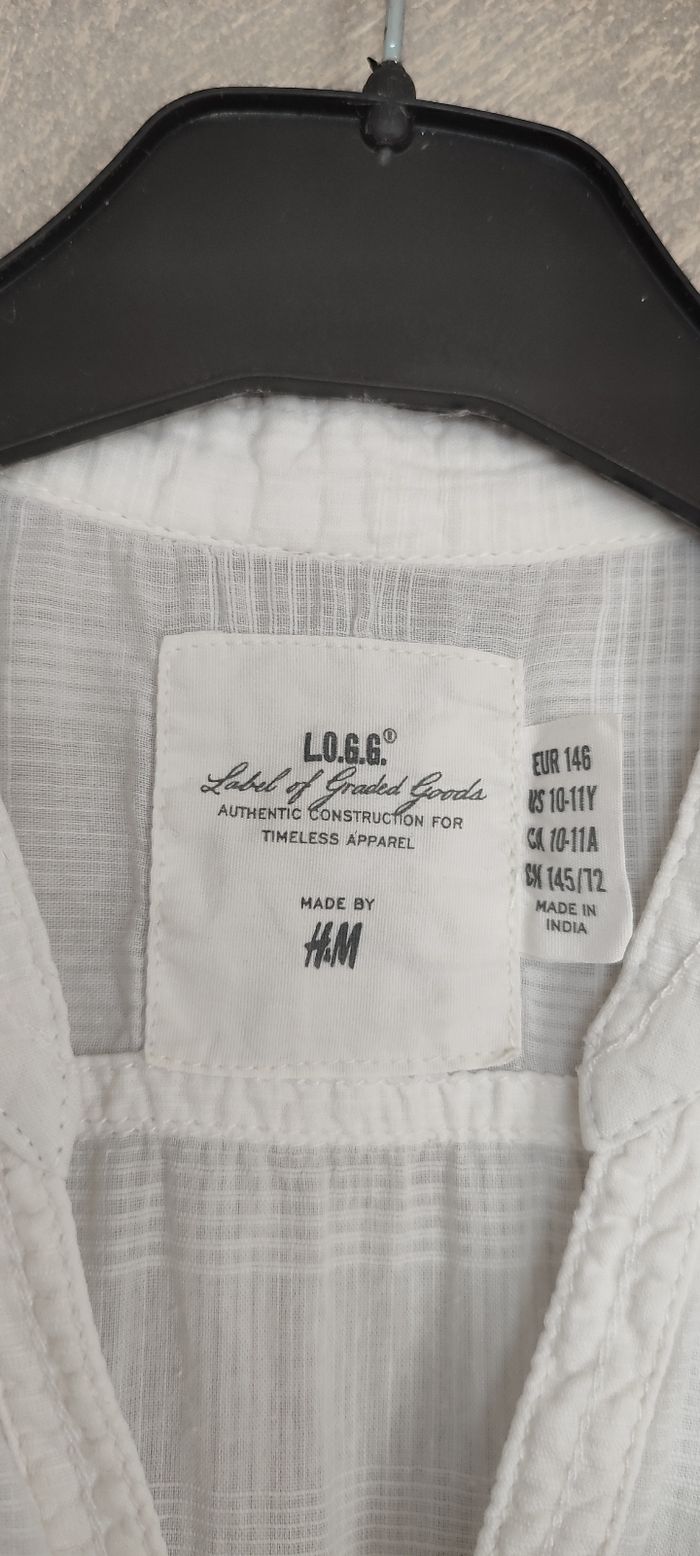 L.O.G.G.®
Label of Graded Goods
AUTHENTIC CONSTRUCTION FOR
TIMELESS APPAREL
MADE BY
H&M
EUR 146
US 10-11Y
CA 10-11A
CN 145/72
MADE IN
INDIA